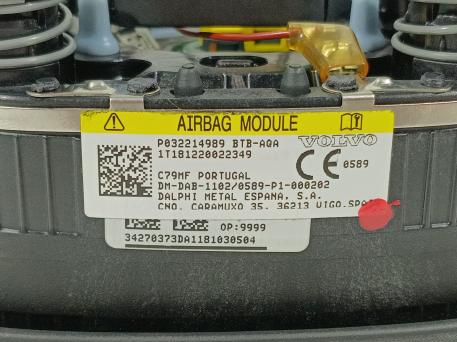 AIRBAG MODULE
P032214989 BTB-AQA
VOLVO
1T181220022349
CE 0589
C79MF PORTUGAL
DM-DAB-1102/0589-P1-000202
DALPHI METAL ESPANA, S.A.
CNO. CARAMUXO 35. 36213 VIGO.SPA
OP:9999
34270373DA1181030504